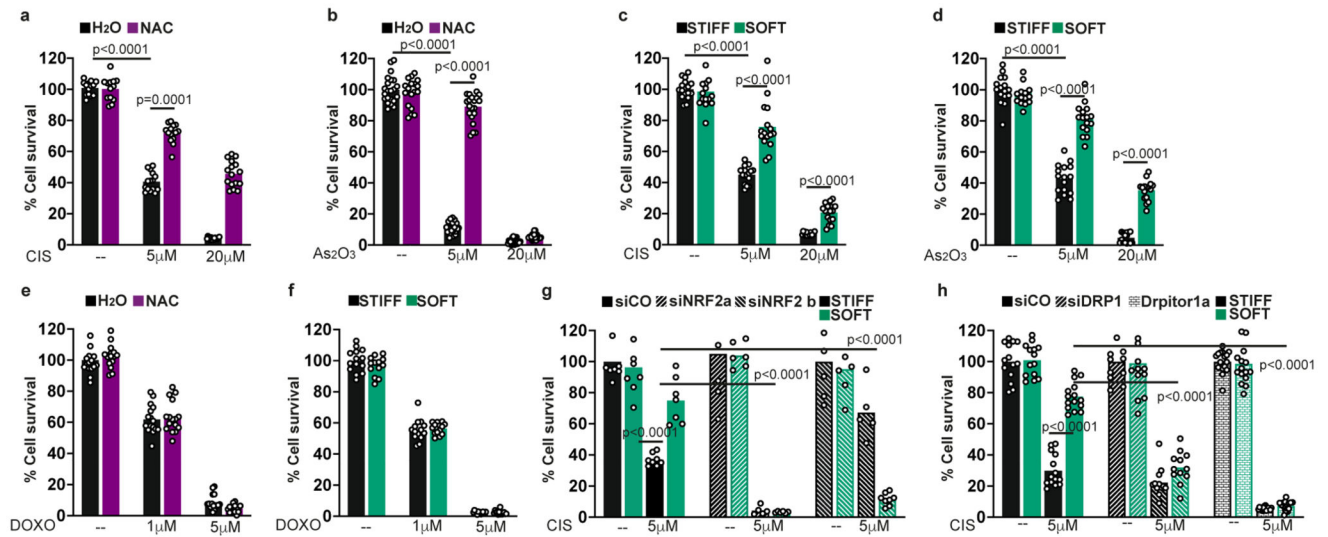 a
H2O NAC
% Cell survival
120
100
80
60
40
20
0
p<0.0001
p=0.0001
CIS -- 5μM 20μM
b
H2O NAC
% Cell survival
120
100
80
60
40
20
0
p<0.0001
p<0.0001
As2O3 -- 5μM 20μM
c
STIFF SOFT
% Cell survival
120
100
80
60
40
20
0
p<0.0001
p<0.0001
p<0.0001
CIS -- 5μM 20μM
d
STIFF SOFT
% Cell survival
120
100
80
60
40
20
0
p<0.0001
p<0.0001
p<0.0001
As2O3 -- 5μM 20μM
e
H2O NAC
% Cell survival
120
100
80
60
40
20
0
DOXO -- 1μM 5μM
f
STIFF SOFT
% Cell survival
120
100
80
60
40
20
0
DOXO -- 1μM 5μM
g
siCO siNRF2a siNRF2 b STIFF
SOFT
% Cell survival
120
100
80
60
40
20
0
p<0.0001
p<0.0001
p<0.0001
CIS -- 5μM -- 5μM -- 5μM
h
siCO siDRP1 Drpitor1a STIFF
SOFT
% Cell survival
120
100
80
60
40
20
0
p<0.0001
p<0.0001
p<0.0001
CIS -- 5μM -- 5μM -- 5μM